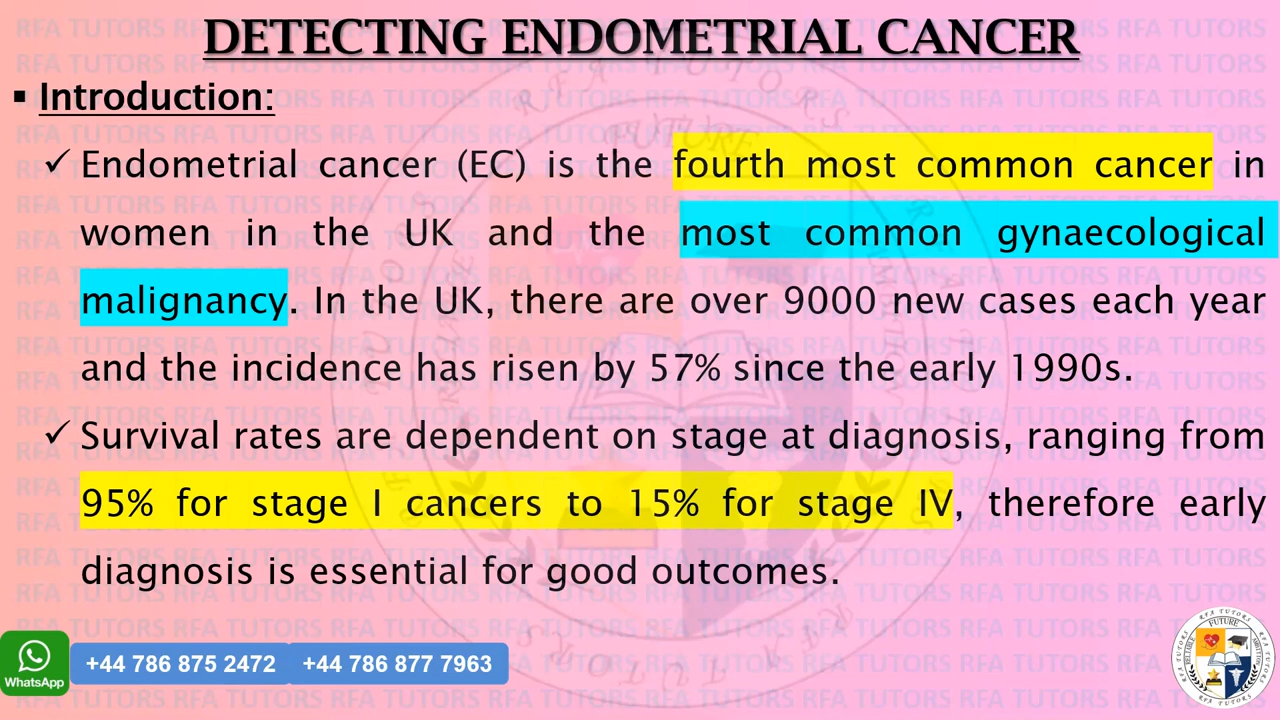 DETECTING ENDOMETRIAL CANCER
▪ Introduction:
✓ Endometrial cancer (EC) is the fourth most common cancer in
women in the UK and the most common gynaecological
malignancy. In the UK, there are over 9000 new cases each year
and the incidence has risen by 57% since the early 1990s.
✓ Survival rates are dependent on stage at diagnosis, ranging from
95% for stage I cancers to 15% for stage IV, therefore early
diagnosis is essential for good outcomes.
WhatsApp
+44 786 875 2472 +44 786 877 7963
RFA TUTORS
FUTURE